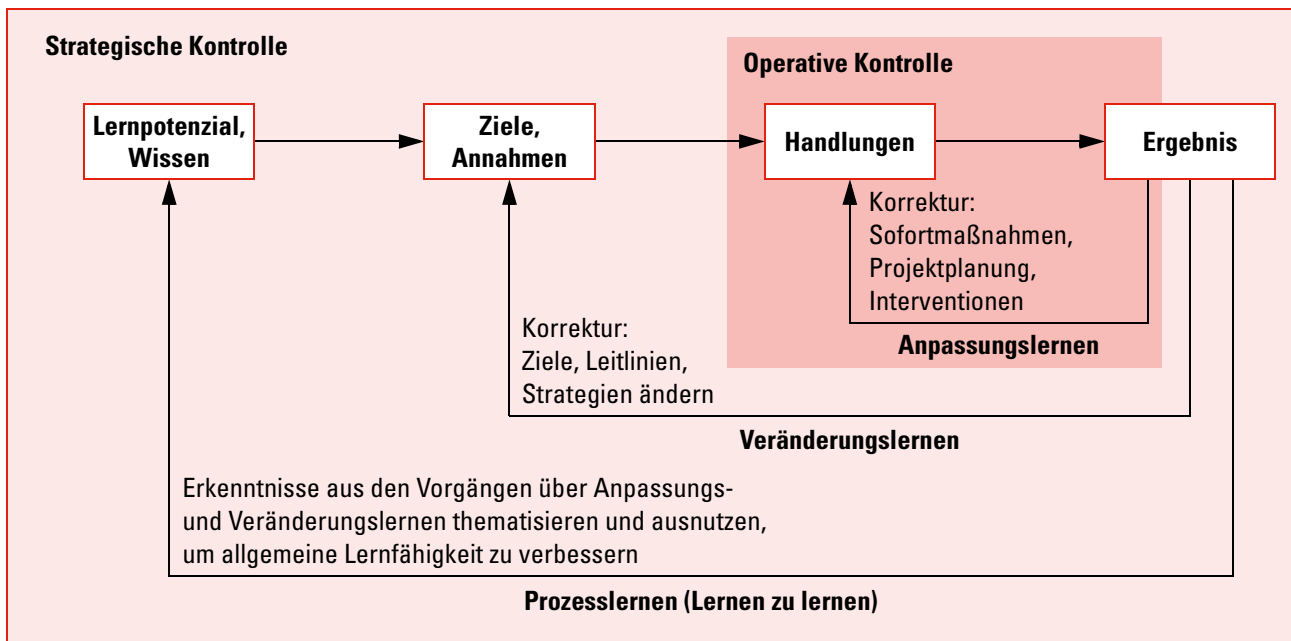 Strategische Kontrolle
Operative Kontrolle
Lernpotenzial,
Wissen
Ziele,
Annahmen
Handlungen
Ergebnis
Korrektur:
Sofortmaßnahmen,
Projektplanung,
Interventionen
Anpassungslernen
Korrektur:
Ziele, Leitlinien,
Strategien ändern
Veränderungslernen
Erkenntnisse aus den Vorgängen über Anpassungs-
und Veränderungslernen thematisieren und ausnutzen,
um allgemeine Lernfähigkeit zu verbessern
Prozesslernen (Lernen zu lernen)